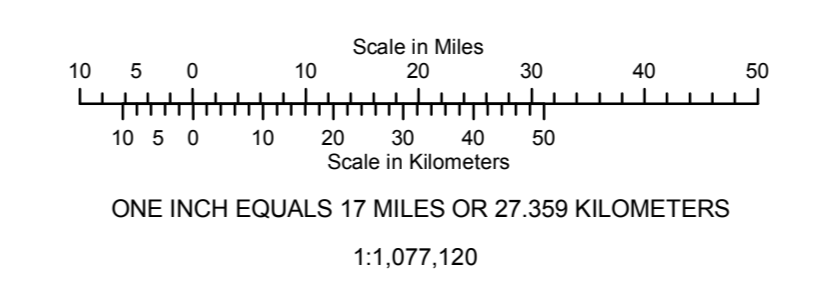 Scale in Miles
10 5 0 10 20 30 40 50
10 5 0 10 20 30 40 50
Scale in Kilometers
ONE INCH EQUALS 17 MILES OR 27.359 KILOMETERS
1:1,077,120